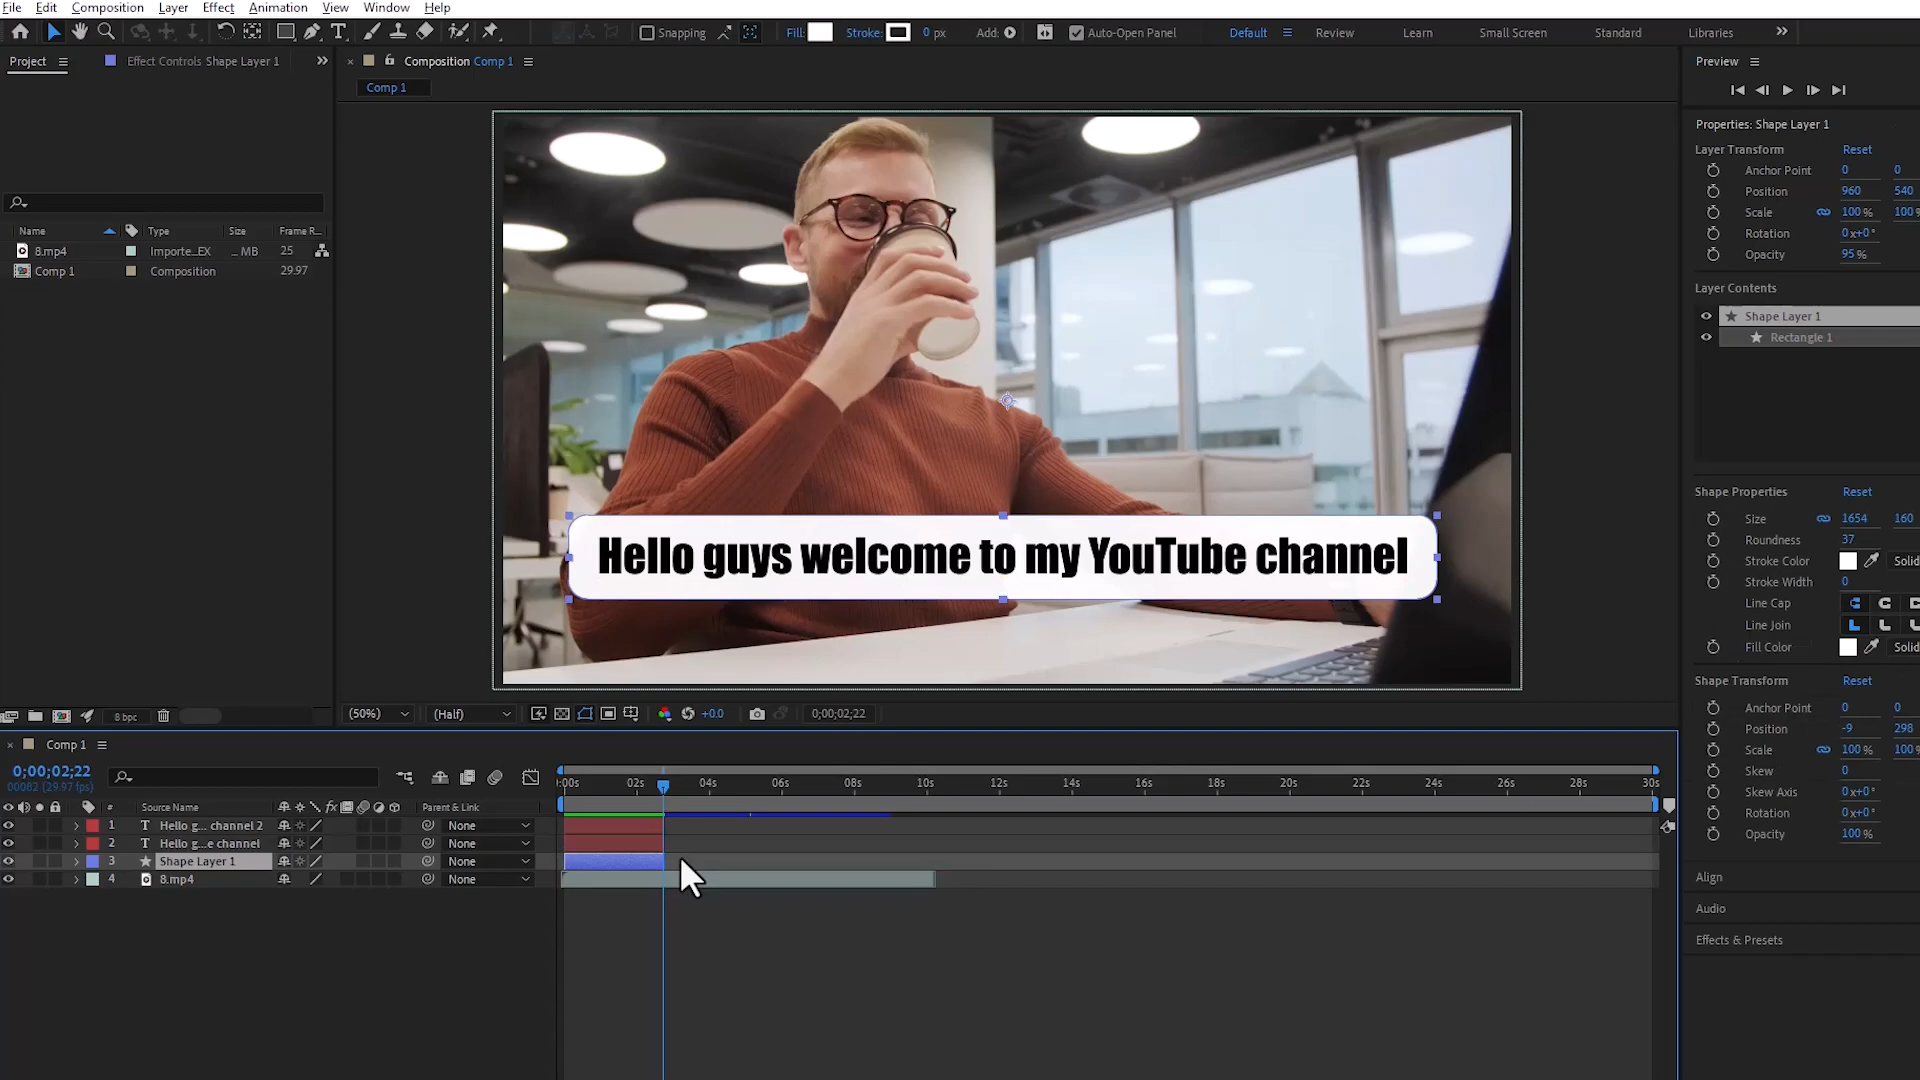 File Edit Composition Layer Effect Animation View Window Help
Snapping Fill: Stroke: 0 px Add: Auto-Open Panel Default Review Learn Small Screen Standard Libraries
Project Effect Controls Shape Layer 1 Composition Comp 1 Preview
Comp 1
Properties: Shape Layer 1
Layer Transform Reset
Anchor Point 0 0
Position 960 540
Scale 100 % 100 %
Rotation 0 x+0 °
Opacity 95 %
Name Type Size Frame R...
8.mp4 Importe_EX ... MB 25
Comp 1 Composition 29.97
Layer Contents
Shape Layer 1
Rectangle 1
Shape Properties Reset
Size 1654 160
Roundness 37
Stroke Color Solid
Stroke Width 0
Line Cap
Line Join
Fill Color Solid
Hello guys welcome to my YouTube channel
Shape Transform Reset
Anchor Point 0 0
Position -9 298
Scale 100 % 100
Skew 0
Skew Axis 0 x+0 °
Rotation 0 x+0 °
Opacity 100 %
Align
Audio
Effects & Presets
8 bpc (50%) (Half) +0.0 0;00;02;22
Comp 1
0;00;02;22
00082 (29.97 fps)
:00s 02s 04s 06s 08s 10s 12s 14s 16s 18s 20s 22s 24s 26s 28s 30s
# Source Name fx Parent & Link
1 T Hello g... channel 2 None
2 T Hello g...e channel None
3 Shape Layer 1 None
4 8.mp4 None